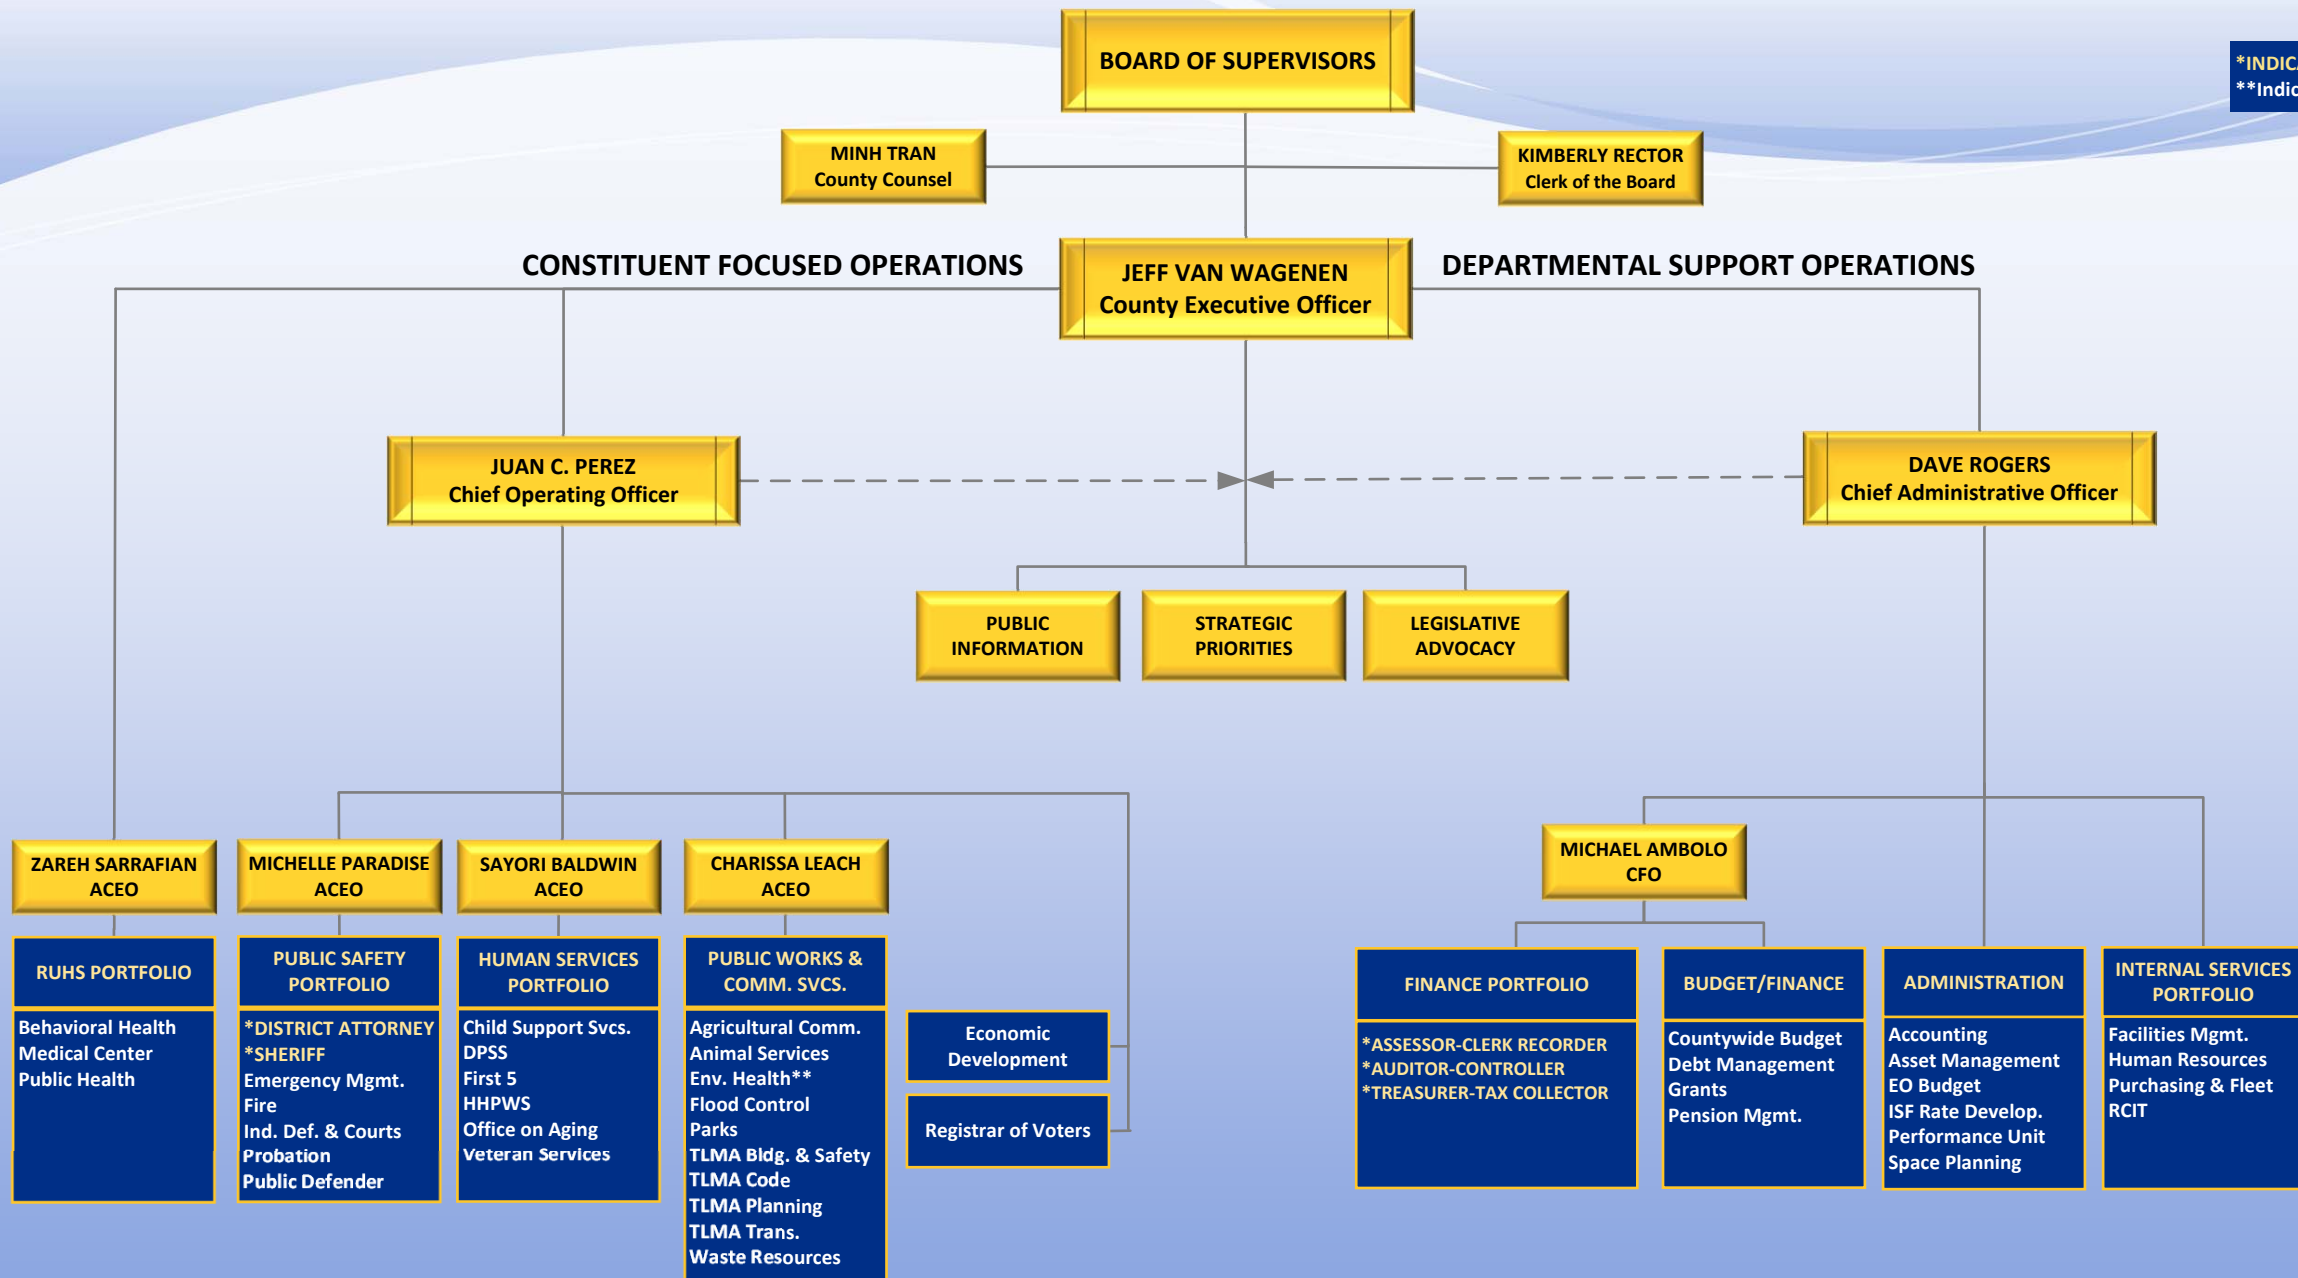 BOARD OF SUPERVISORS
**Indic
MINH TRAN
County Counsel
KIMBERLY RECTOR
Clerk of the Board
CONSTITUENT FOCUSED OPERATIONS
JEFF VAN WAGENEN
County Executive Officer
DEPARTMENTAL SUPPORT OPERATIONS
JUAN C. PEREZ
Chief Operating Officer
DAVE ROGERS
Chief Administrative Officer
PUBLIC
INFORMATION
STRATEGIC
PRIORITIES
LEGISLATIVE
ADVOCACY
ZAREH SARRAFIAN
ACEO
MICHELLE PARADISE
ACEO
SAYORI BALDWIN
ACEO
CHARISSA LEACH
ACEO
MICHAEL AMBOLO
CFO
RUHS PORTFOLIO
Behavioral Health
Medical Center
Public Health
PUBLIC SAFETY
PORTFOLIO
*DISTRICT ATTORNEY
*SHERIFF
Emergency Mgmt.
Fire
Ind. Def. & Courts
Probation
Public Defender
HUMAN SERVICES
PORTFOLIO
Child Support Svcs.
DPSS
First 5
HHPWS
Office on Aging
Veteran Services
PUBLIC WORKS &
COMM. SVCS.
Agricultural Comm.
Animal Services
Env. Health**
Flood Control
Parks
TLMA Bldg. & Safety
TLMA Code
TLMA Planning
TLMA Trans.
Waste Resources
Economic
Development
Registrar of Voters
FINANCE PORTFOLIO
*ASSESSOR-CLERK RECORDER
*AUDITOR-CONTROLLER
*TREASURER-TAX COLLECTOR
BUDGET/FINANCE
Countywide Budget
Debt Management
Grants
Pension Mgmt.
ADMINISTRATION
Accounting
Asset Management
EO Budget
ISF Rate Develop.
Performance Unit
Space Planning
INTERNAL SERVICES
PORTFOLIO
Facilities Mgmt.
Human Resources
Purchasing & Fleet
RCIT